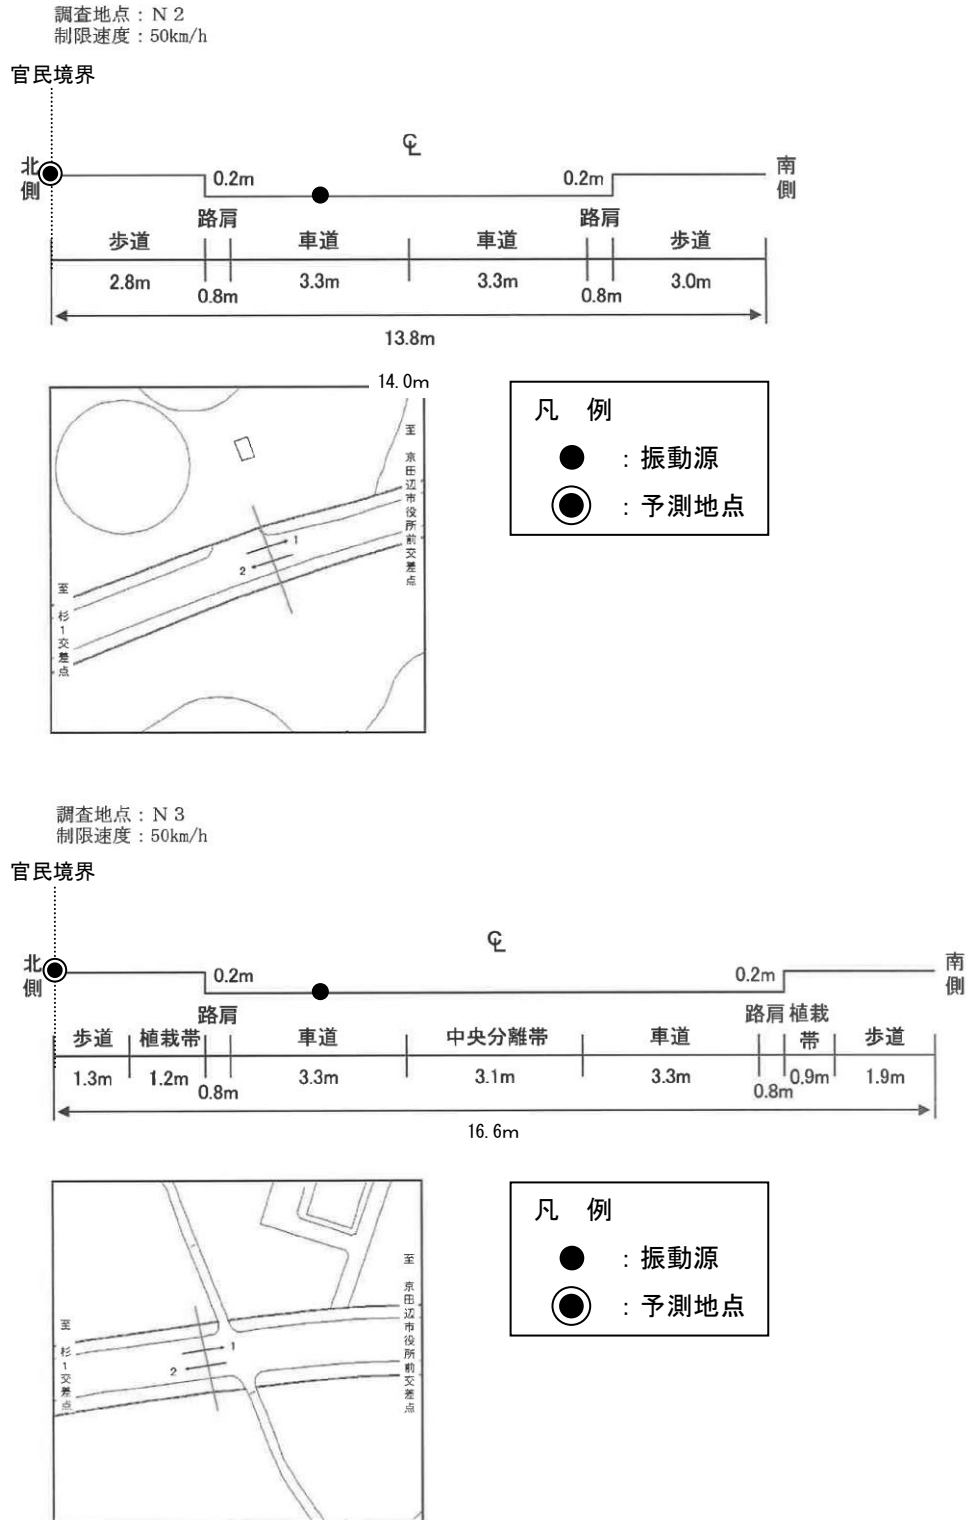 調査地点：Ｎ２
制限速度：50km/h
官民境界
℄
北側
0.2m
0.2m
南側
路肩
路肩
歩道
車道
車道
歩道
2.8m
0.8m
3.3m
3.3m
0.8m
3.0m
13.8m
14.0m
至 京田辺市役所前交差点
1
2
至 杉1交差点
凡　例
● ：振動源
◉ ：予測地点
調査地点：Ｎ３
制限速度：50km/h
官民境界
℄
北側
0.2m
0.2m
南側
路肩
路肩
植栽帯
歩道
植栽帯
車道
中央分離帯
車道
歩道
1.3m
1.2m
0.8m
3.3m
3.1m
3.3m
0.8m
0.9m
1.9m
16.6m
至 京田辺市役所前交差点
至 杉1交差点
1
2
凡　例
● ：振動源
◉ ：予測地点